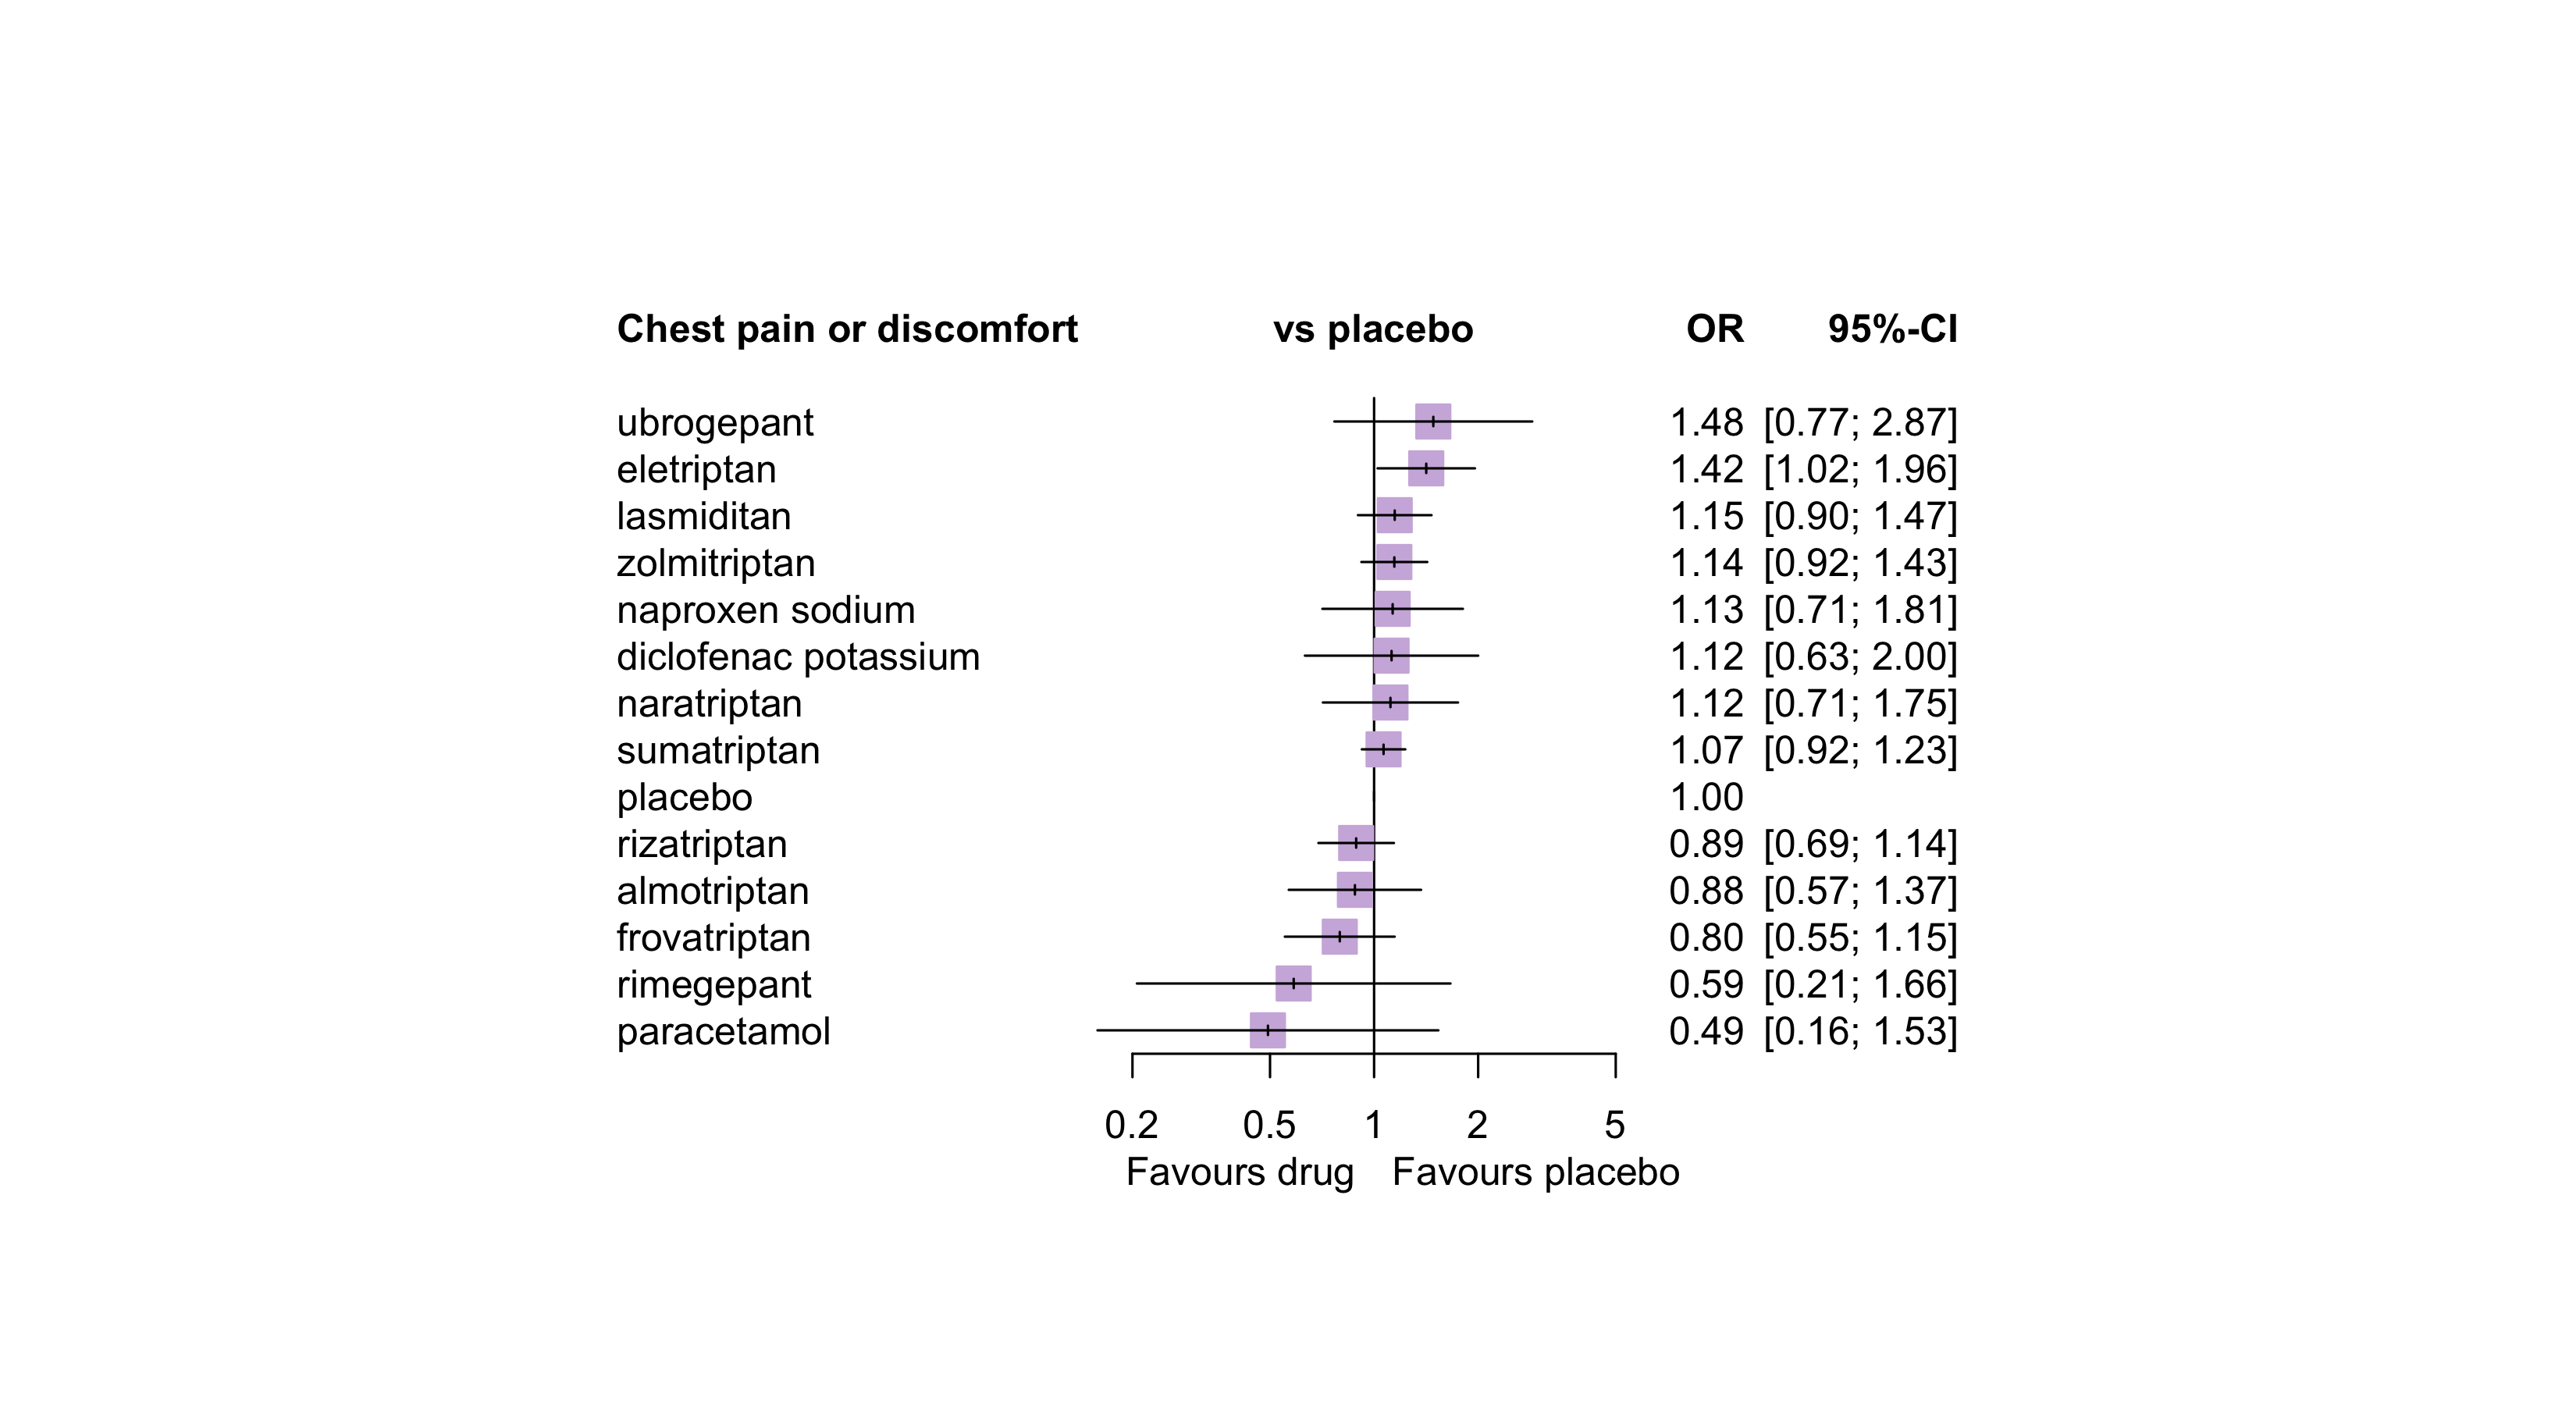 Chest pain or discomfort vs placebo OR 95%-CI
ubrogepant 1.48 [0.77; 2.87]
eletriptan 1.42 [1.02; 1.96]
lasmiditan 1.15 [0.90; 1.47]
zolmitriptan 1.14 [0.92; 1.43]
naproxen sodium 1.13 [0.71; 1.81]
diclofenac potassium 1.12 [0.63; 2.00]
naratriptan 1.12 [0.71; 1.75]
sumatriptan 1.07 [0.92; 1.23]
placebo 1.00
rizatriptan 0.89 [0.69; 1.14]
almotriptan 0.88 [0.57; 1.37]
frovatriptan 0.80 [0.55; 1.15]
rimegepant 0.59 [0.21; 1.66]
paracetamol 0.49 [0.16; 1.53]
0.2 0.5 1 2 5
Favours drug Favours placebo